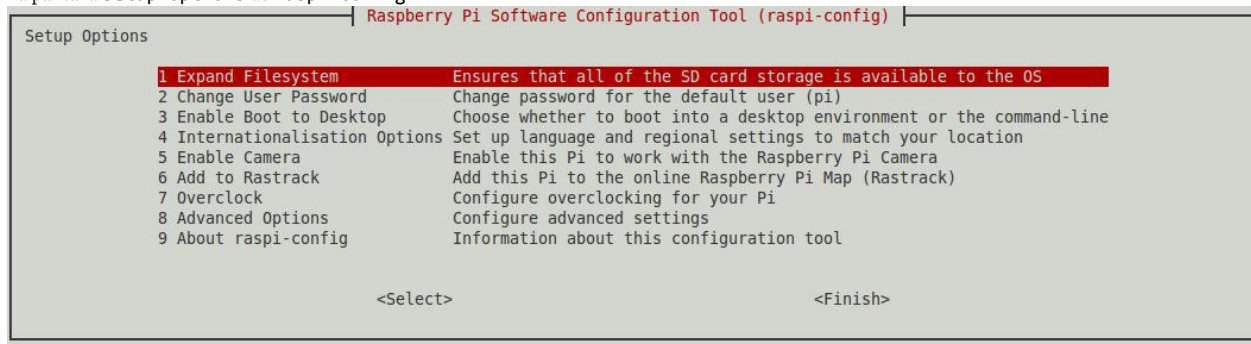 Raspberry Pi Software Configuration Tool (raspi-config)
Setup Options
1 Expand Filesystem Ensures that all of the SD card storage is available to the OS
2 Change User Password Change password for the default user (pi)
3 Enable Boot to Desktop Choose whether to boot into a desktop environment or the command-line
4 Internationalisation Options Set up language and regional settings to match your location
5 Enable Camera Enable this Pi to work with the Raspberry Pi Camera
6 Add to Rastrack Add this Pi to the online Raspberry Pi Map (Rastrack)
7 Overclock Configure overclocking for your Pi
8 Advanced Options Configure advanced settings
9 About raspi-config Information about this configuration tool
<Select> <Finish>